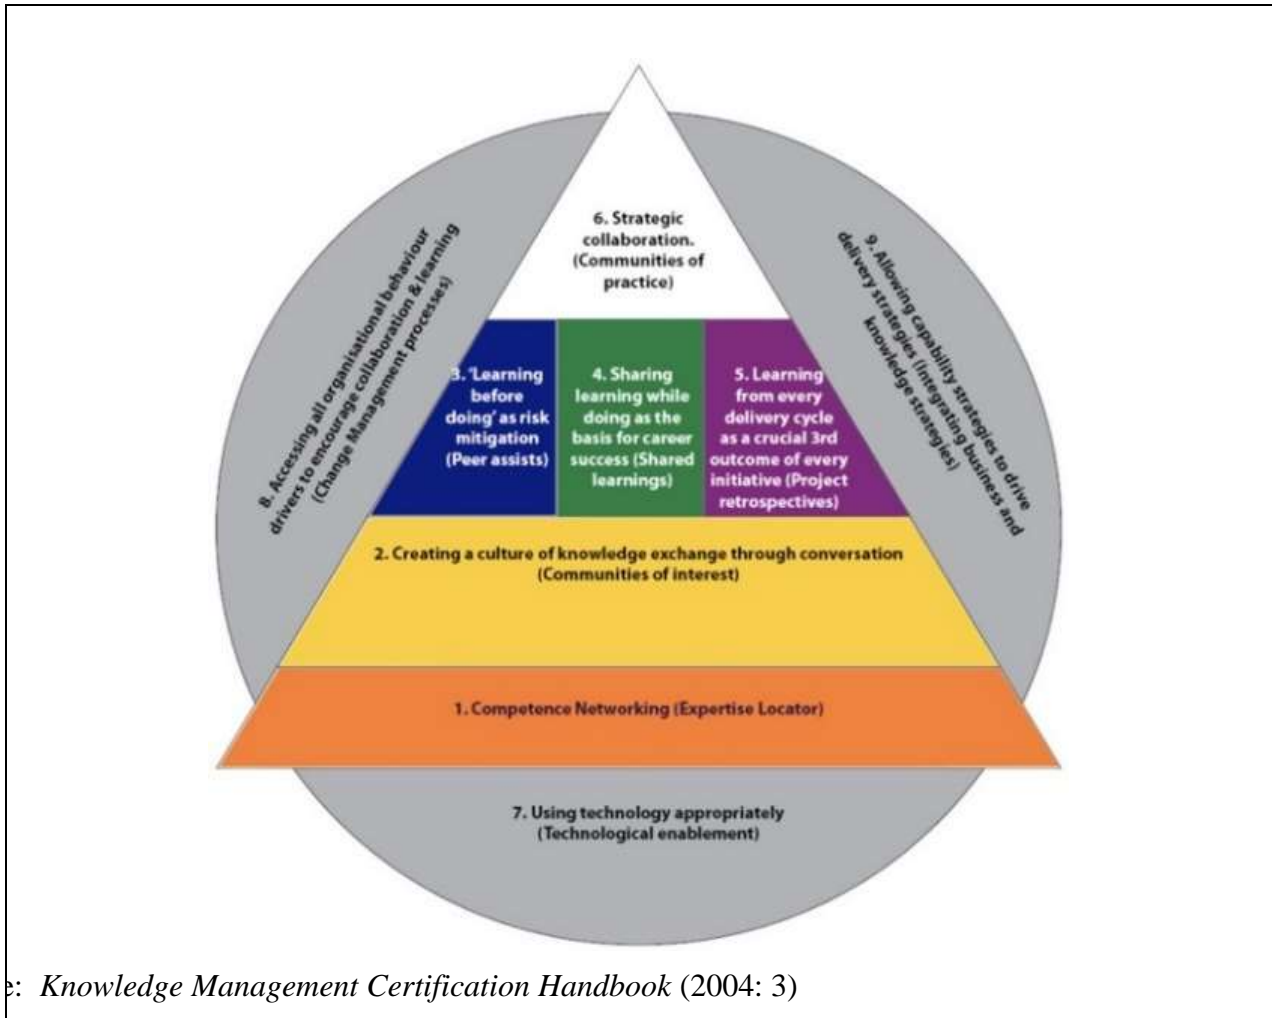 6. Strategic
collaboration.
(Communities of
practice)
8. Accessing all organisational behaviour
drivers to encourage collaboration & learning
(Change Management processes)
9. Allowing capability strategies to drive
delivery strategies (integrating business and
knowledge strategies)
3. 'Learning
before
doing' as risk
mitigation
(Peer assists)
4. Sharing
learning while
doing as the
basis for career
success (Shared
learnings)
5. Learning
from every
delivery cycle
as a crucial 3rd
outcome of every
initiative (Project
retrospectives)
2. Creating a culture of knowledge exchange through conversation
(Communities of interest)
1. Competence Networking (Expertise Locator)
7. Using technology appropriately
(Technological enablement)
e: Knowledge Management Certification Handbook (2004: 3)